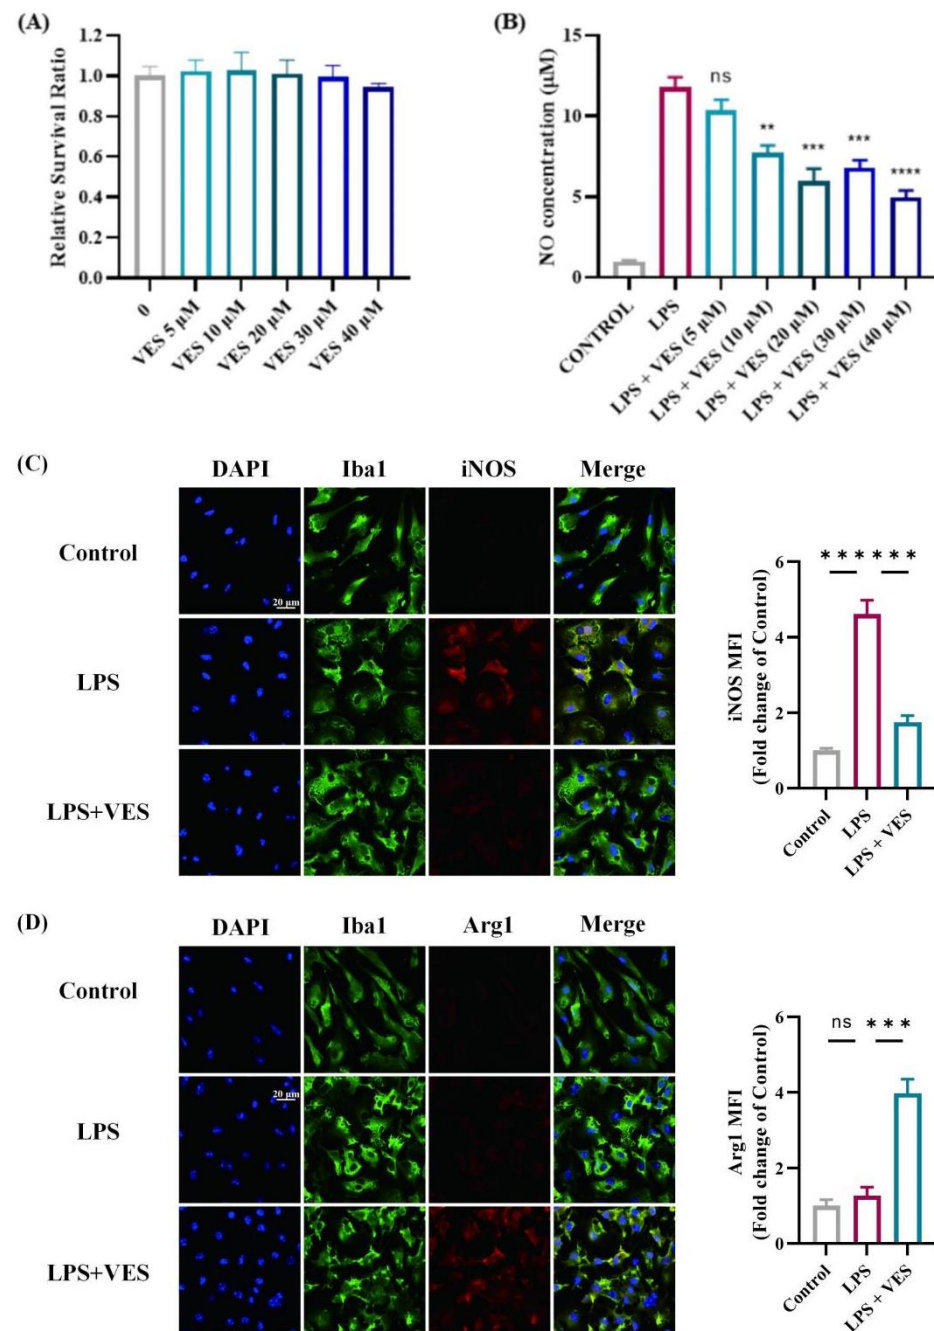 (A)
Relative Survival Ratio
1.2
1.0
0.8
0.6
0.4
0.2
0.0
0
VES 5 μM
VES 10 μM
VES 20 μM
VES 30 μM
VES 40 μM
(B)
NO concentration (μM)
15
10
5
0
ns
**
***
***
****
CONTROL
LPS
LPS + VES (5 μM)
LPS + VES (10 μM)
LPS + VES (20 μM)
LPS + VES (30 μM)
LPS + VES (40 μM)
(C)
DAPI Iba1 iNOS Merge
Control
20 μm
LPS
LPS+VES
iNOS MFI
(Fold change of Control)
6
4
2
0
******
Control
LPS
LPS + VES
(D)
DAPI Iba1 Arg1 Merge
Control
LPS
20 μm
LPS+VES
Arg1 MFI
(Fold change of Control)
6
4
2
0
ns ***
Control
LPS
LPS + VES